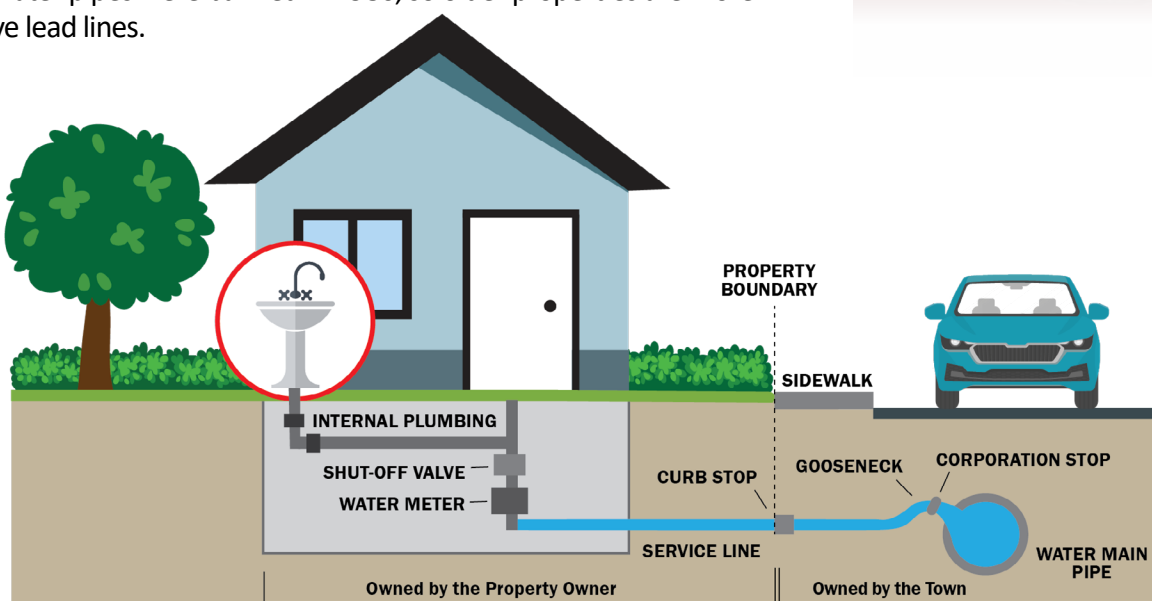 ve lead lines.
PROPERTY
BOUNDARY
SIDEWALK
INTERNAL PLUMBING
SHUT-OFF VALVE
WATER METER
CURB STOP
GOOSENECK
CORPORATION STOP
SERVICE LINE
WATER MAIN
PIPE
Owned by the Property Owner
Owned by the Town